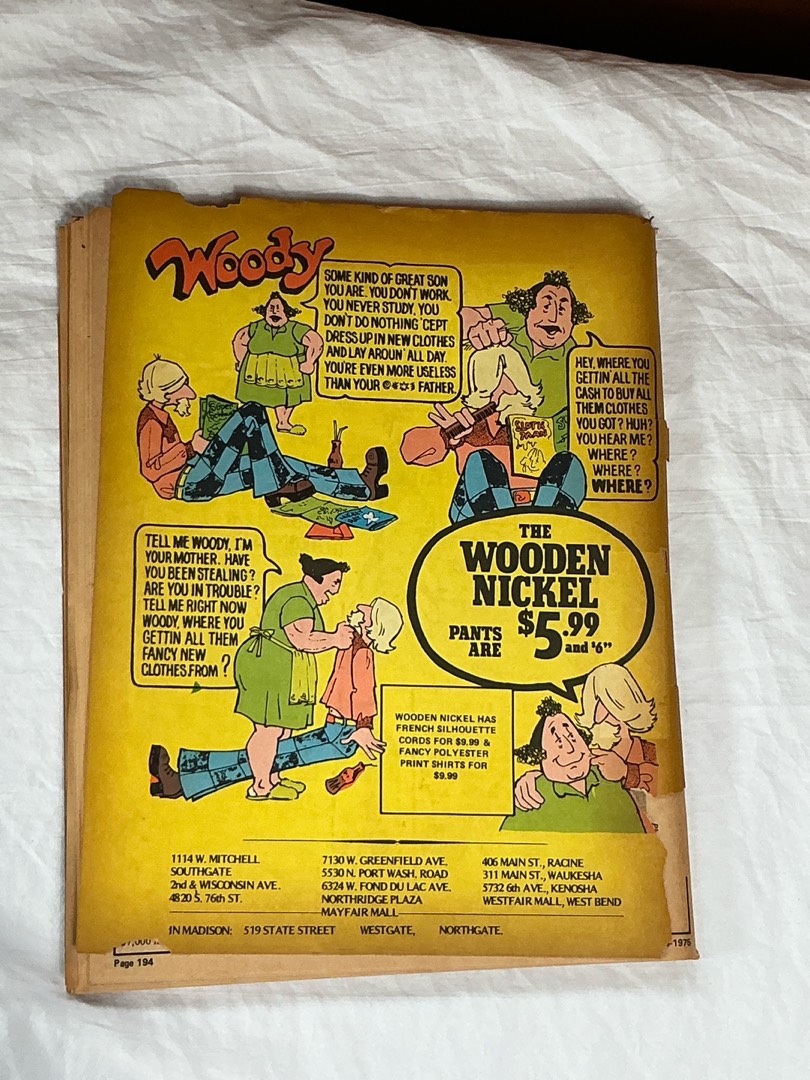 Woody
SOME KIND OF GREAT SON
YOU ARE. YOU DON'T WORK.
YOU NEVER STUDY. YOU
DON'T DO NOTHING 'CEPT
DRESS UP IN NEW CLOTHES
AND LAY AROUN' ALL DAY.
YOU'RE EVEN MORE USELESS
THAN YOUR FATHER.
HEY, WHERE YOU
GETTIN' ALL THE
CASH TO BUY ALL
THEM CLOTHES
YOU GOT? HUH?
YOU HEAR ME?
WHERE?
WHERE?
WHERE?
TELL ME WOODY, I'M
YOUR MOTHER. HAVE
YOU BEEN STEALING?
ARE YOU IN TROUBLE?
TELL ME RIGHT NOW
WOODY, WHERE YOU
GETTIN ALL THEM
FANCY NEW
CLOTHES FROM?
THE
WOODEN
NICKEL
PANTS
ARE
$5.99
and $6⁹⁹
WOODEN NICKEL HAS
FRENCH SILHOUETTE
CORDS FOR $9.99 &
FANCY POLYESTER
PRINT SHIRTS FOR
$9.99
1114 W. MITCHELL
SOUTHGATE
2nd & WISCONSIN AVE.
4820 S. 76th ST.
7130 W. GREENFIELD AVE.
5530 N. PORT WASH. ROAD
6324 W. FOND DU LAC AVE.
NORTHRIDGE PLAZA
MAYFAIR MALL
406 MAIN ST., RACINE
311 MAIN ST., WAUKESHA
5732 6th AVE., KENOSHA
WESTFAIR MALL, WEST BEND
IN MADISON: 519 STATE STREET WESTGATE, NORTHGATE.
Page 194
-1975